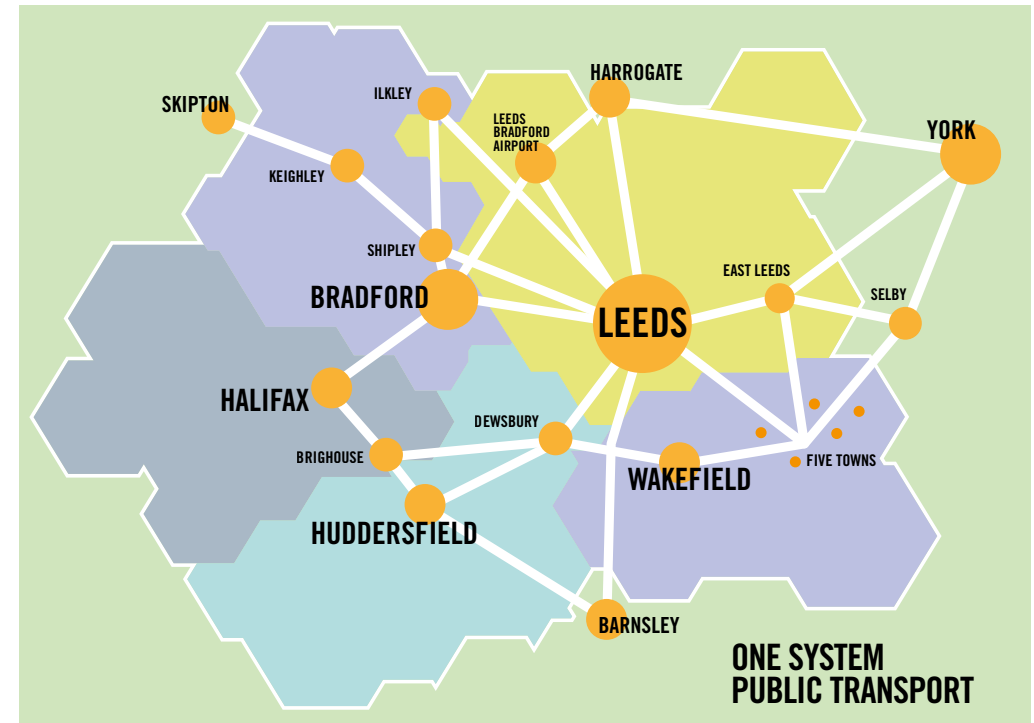 HARROGATE
SKIPTON
ILKLEY
LEEDS
BRADFORD
AIRPORT
YORK
KEIGHLEY
SHIPLEY
EAST LEEDS
SELBY
BRADFORD
LEEDS
HALIFAX
DEWSBURY
BRIGHOUSE
FIVE TOWNS
WAKEFIELD
HUDDERSFIELD
BARNSLEY
ONE SYSTEM
PUBLIC TRANSPORT